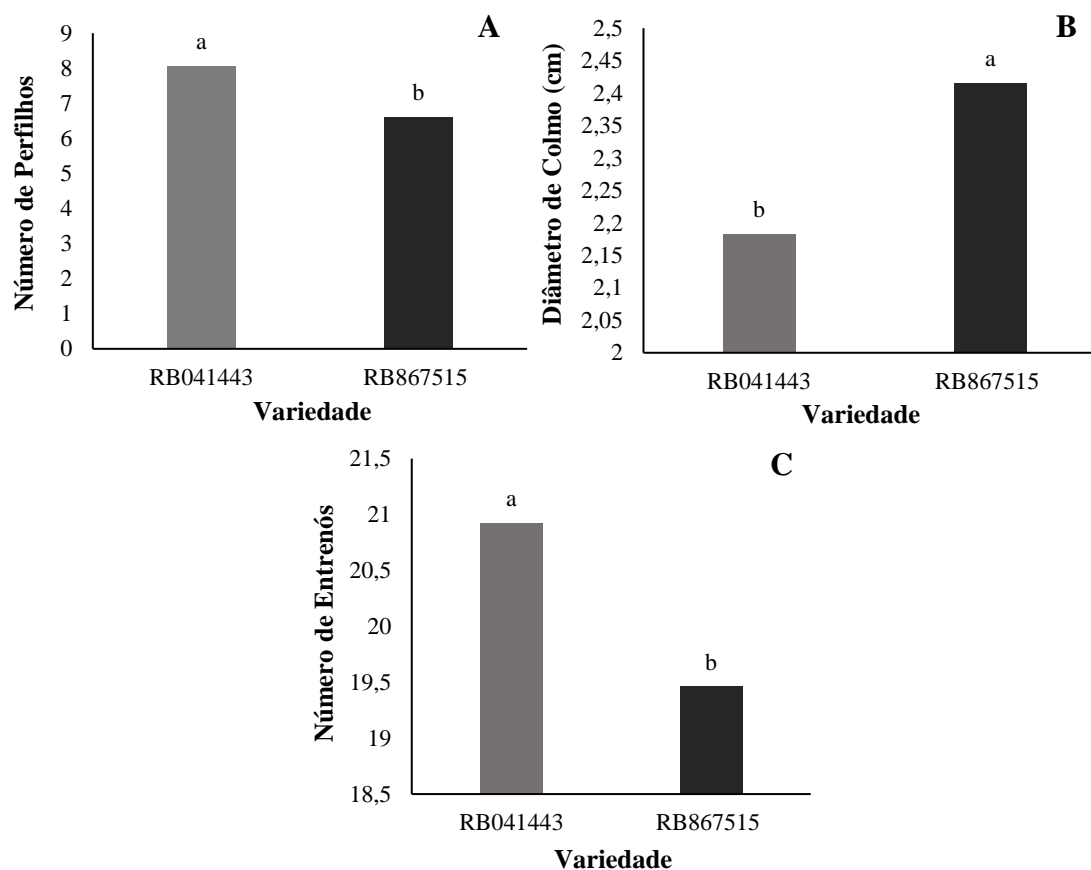 A
Número de Perfilhos
9
8
7
6
5
4
3
2
1
0
a
b
RB041443
RB867515
Variedade
B
Diâmetro de Colmo (cm)
2,5
2,45
2,4
2,35
2,3
2,25
2,2
2,15
2,1
2,05
2
b
a
RB041443
RB867515
Variedade
C
Número de Entrenós
21,5
21
20,5
20
19,5
19
18,5
a
b
RB041443
RB867515
Variedade